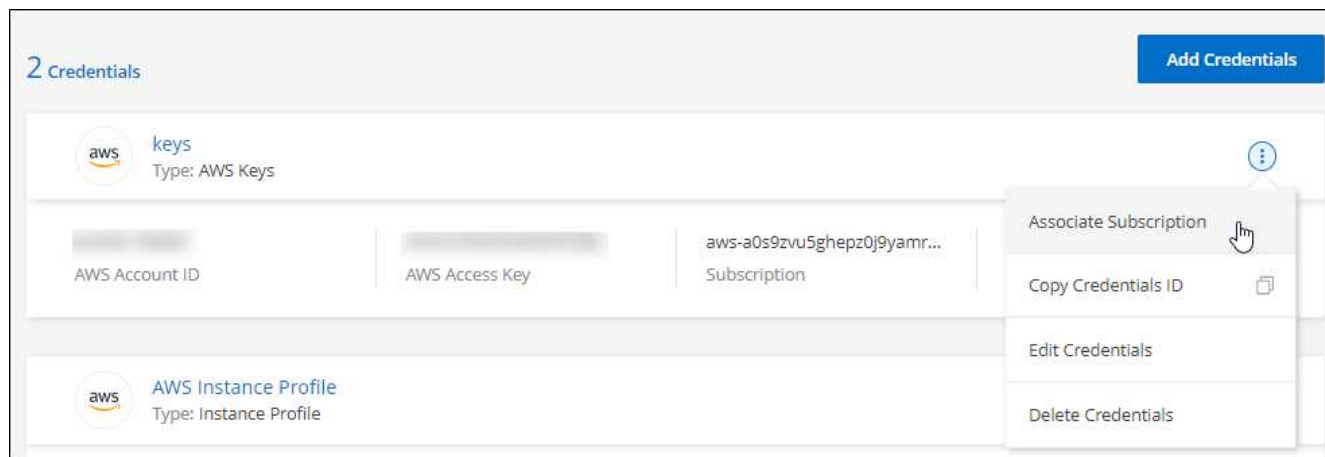 2 Credentials
Add Credentials
aws
keys
Type: AWS Keys
aws-a0s9zvu5ghepz0j9yamr...
AWS Account ID
AWS Access Key
Subscription
Associate Subscription
Copy Credentials ID
Edit Credentials
Delete Credentials
aws
AWS Instance Profile
Type: Instance Profile